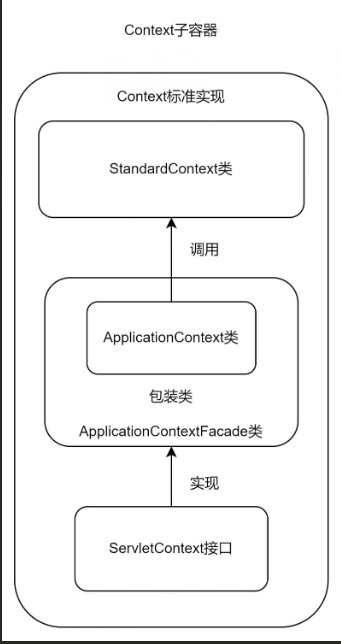 Context子容器
Context标准实现
StandardContext类
调用
ApplicationContext类
包装类
ApplicationContextFacade类
实现
ServletContext接口